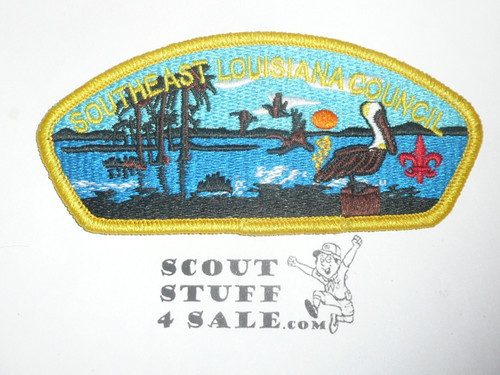 SOUTHEAST LOUISIANA COUNCIL
SCOUT
STUFF
4 SALE.com